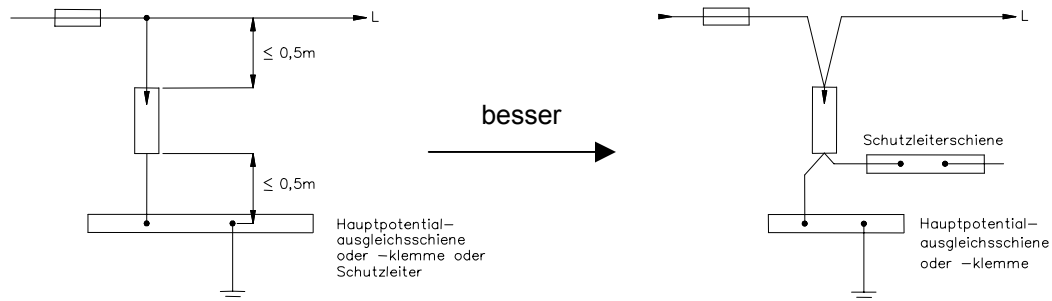 L
≤ 0,5m
≤ 0,5m
Hauptpotential–
ausgleichsschiene
oder –klemme oder
Schutzleiter
besser
L
Schutzleiterschiene
Hauptpotential–
ausgleichsschiene
oder –klemme